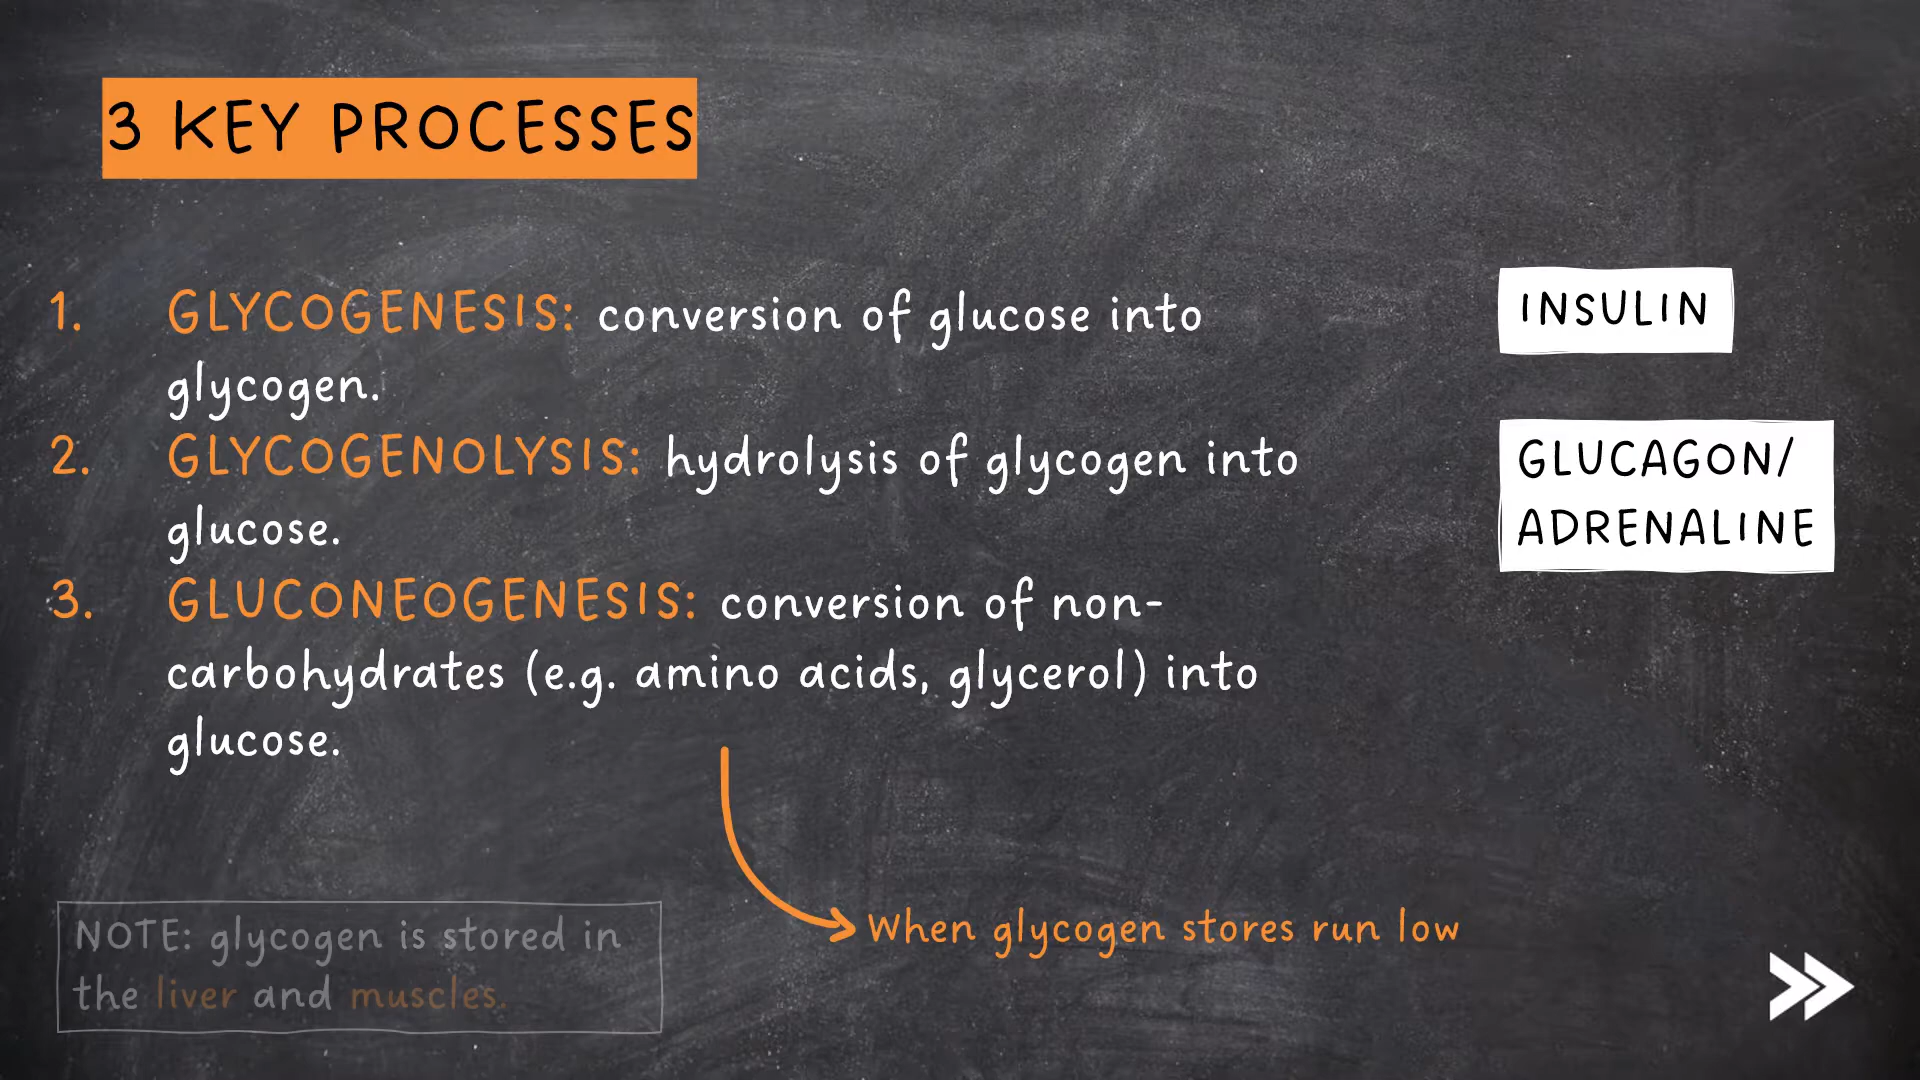 3 KEY PROCESSES
1. GLYCOGENESIS: conversion of glucose into
glycogen.
2. GLYCOGENOLYSIS: hydrolysis of glycogen into
glucose.
3. GLUCONEOGENESIS: conversion of non-
carbohydrates (e.g. amino acids, glycerol) into
glucose.
INSULIN
GLUCAGON/
ADRENALINE
When glycogen stores run low
NOTE: glycogen is stored in
the liver and muscles.